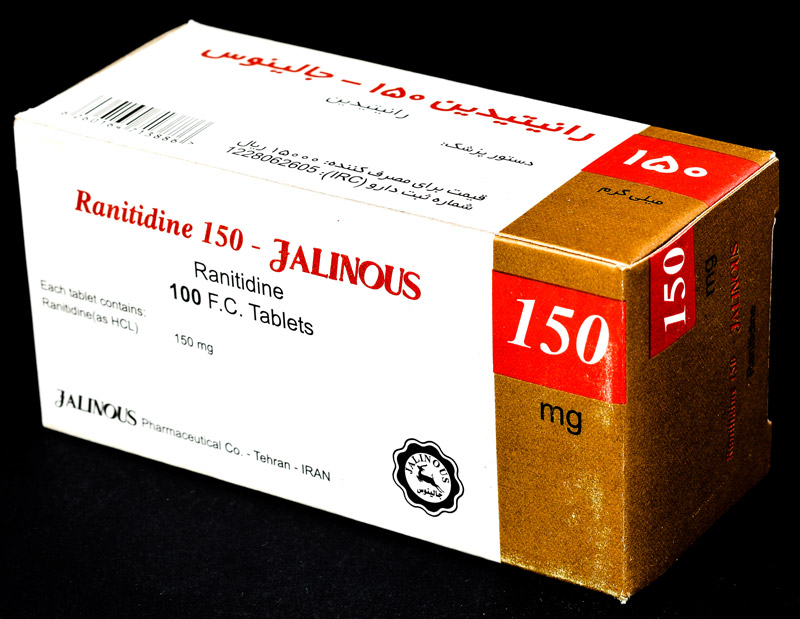 رانیتیدین ۱۵۰ - جالینوس
رانیتیدین
دستور پزشک:
قیمت برای مصرف کننده: ۱۵۰۰۰ ریال
شماره ثبت دارو (IRC): 1228062605
۱۵۰
میلی گرم
Ranitidine 150 - JALINOUS
Ranitidine
100 F.C. Tablets
Each tablet contains:
Ranitidine(as HCL) 150 mg
JALINOUS Pharmaceutical Co. - Tehran - IRAN
JALINOUS
جالینوس
150
mg
150
mg
Ranitidine